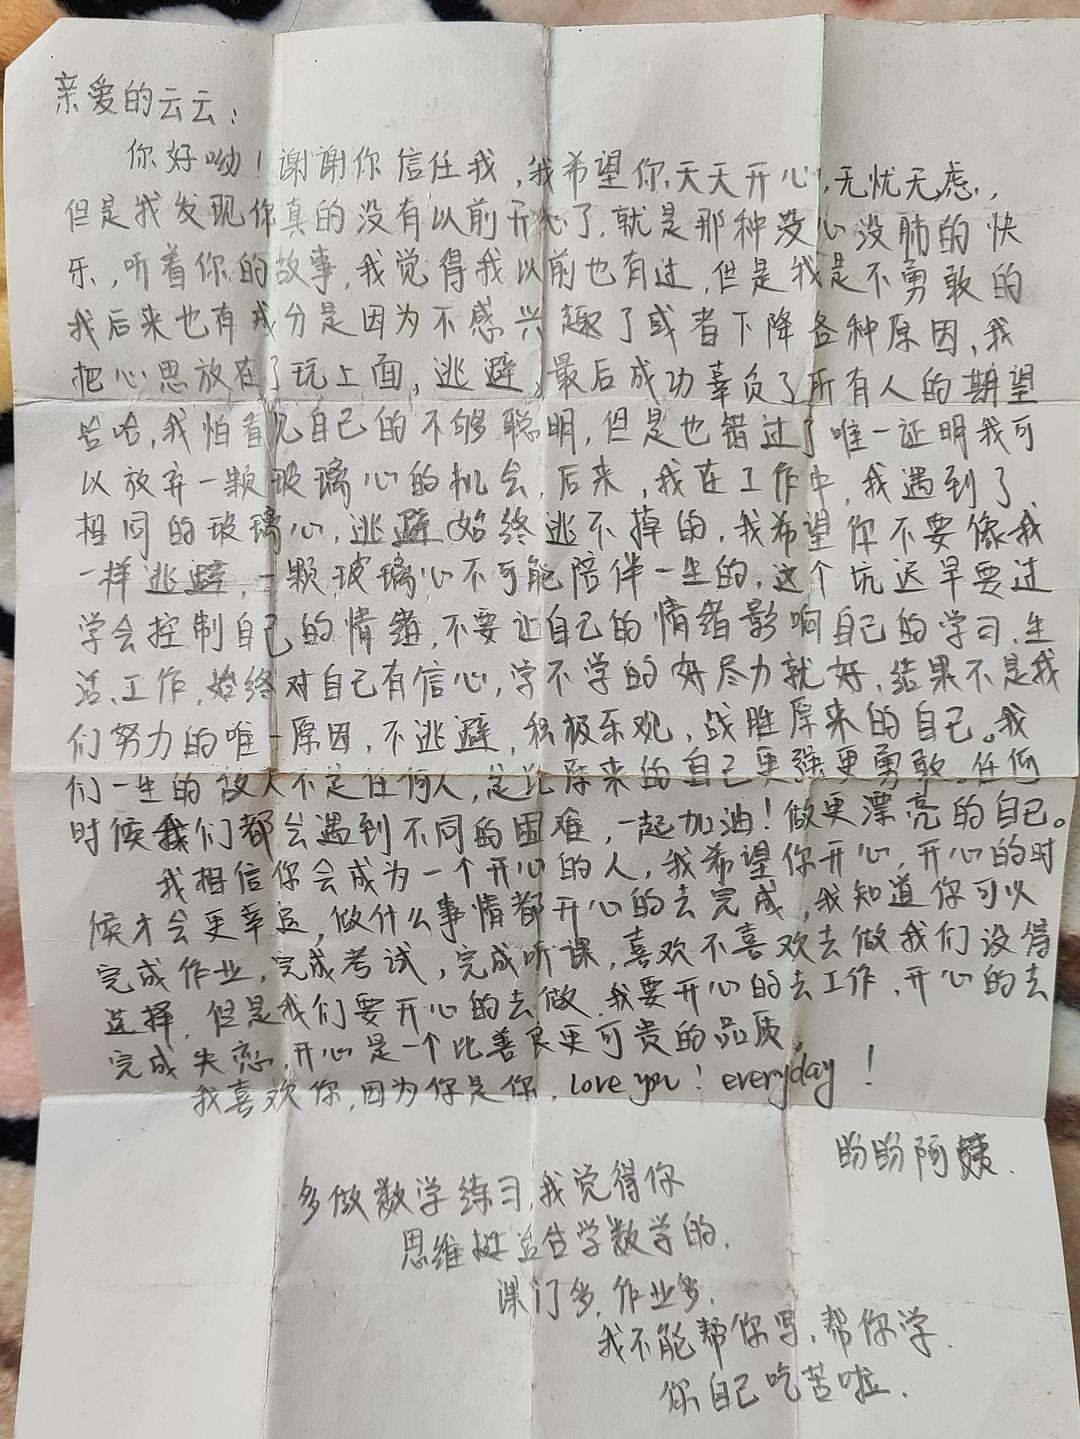 亲爱的云云:
你好呦!谢谢你信任我,我希望你天天开心,无忧无虑,
但是我发现你真的没有以前开心了,就是那种没心没肺的快
乐,听着你的故事,我觉得我以前也有过,但是我是不勇敢的
我后来也有成分是因为不感兴趣了或者下降各种原因,我
把心思放在了玩上面,逃避,最后成功辜负了所有人的期望
哈哈,我怕看见自己的不够聪明,但是也错过了唯一证明我可
以放弃一颗玻璃心的机会,后来,我在工作中,我遇到了,
相同的玻璃心,逃避始终逃不掉的,我希望你不要像我
一样逃避,一颗玻璃心不可能陪伴一生的,这个坑迟早要过
学会控制自己的情绪,不要让自己的情绪影响自己的学习,生
活、工作,始终对自己有信心,学不学的好尽力就好,结果不是我
们努力的唯一原因,不逃避,积极乐观,战胜原来的自己。我
们一生的敌人不是任何人,是比原来的自己更强更勇敢。任何
时候我们都会遇到不同的困难,一起加油!做更漂亮的自己。
我相信你会成为一个开心的人,我希望你开心,开心的时
候才会更幸运,做什么事情都开心的去完成,我知道你可以
完成作业,完成考试,完成听课,喜欢不喜欢去做我们没得
选择,但是我们要开心的去做,我要开心的去工作,开心的去
完成失恋,开心是一个比善良更可贵的品质,
我喜欢你,因为你是你,love you! everyday!
盼盼阿姨.
多做数学练习,我觉得你
思维挺适合学数学的,
课门多,作业多,
我不能帮你写,帮你学,
你自己吃苦啦.